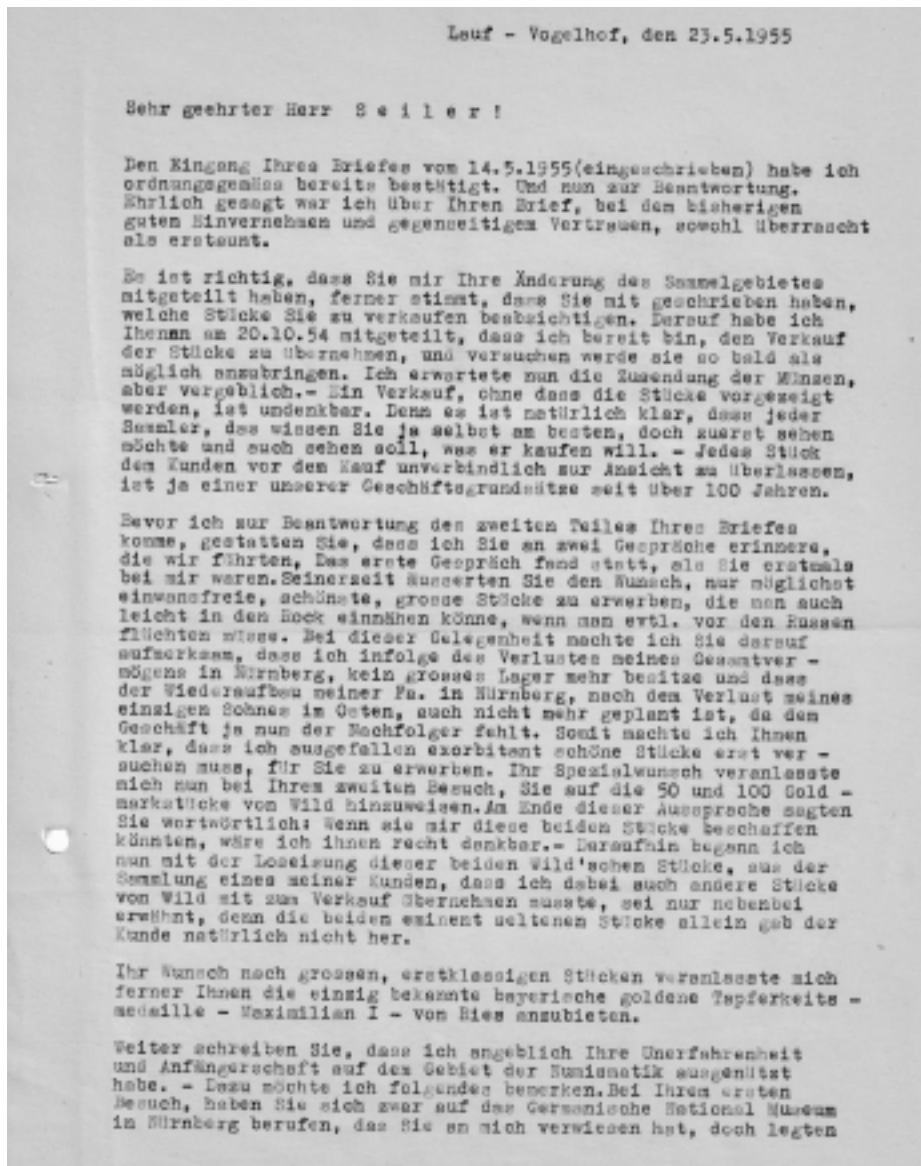 Lauf - Vogelhof, den 23.5.1955
Sehr geehrter Herr S e i l e r !
Den Eingang Ihres Briefes vom 14.5.1955(eingeschrieben) habe ich
ordnungsgemäss bereits bestätigt. Und nun zur Beantwortung.
Ehrlich gesagt war ich über Ihren Brief, bei dem bisherigen
guten Einvernehmen und gegenseitigem Vertrauen, sowohl überrascht
als erstaunt.
Es ist richtig, dass Sie mir Ihre Änderung des Sammelgebietes
mitgeteilt haben, ferner stimmt, dass Sie mit geschrieben haben,
welche Stücke Sie zu verkaufen beabsichtigen. Darauf habe ich
Ihenan am 20.10.54 mitgeteilt, dass ich bereit bin, den Verkauf
der Stücke zu übernehmen, und versuchen werde sie so bald als
möglich anzubringen. Ich erwartete nun die Zusendung der Münzen,
aber vergeblich.- Ein Verkauf, ohne dass die Stücke vorgezeigt
werden, ist undenkbar. Denn es ist natürlich klar, dass jeder
Sammler, das wissen Sie ja selbst am besten, doch zuerst sehen
möchte und auch sehen soll, was er kaufen will. - Jedes Stück
dem Kunden vor dem Kauf unverbindlich zur Ansicht zu überlassen,
ist ja einer unserer Geschäftsgrundsätze seit über 100 Jahren.
Bevor ich zur Beantwortung des zweiten Teiles Ihres Briefes
komme, gestatten Sie, dass ich Sie an zwei Gespräche erinnere,
die wir führten, Das erste Gespräch fand statt, als Sie erstmals
bei mir waren.Seinerzeit äusserten Sie den Wunsch, nur möglichst
einwansfreie, schönste, grosse Stücke zu erwerben, die man auch
leicht in den Rock einnähen könne, wenn man evtl. vor den Russen
flüchten müsse. Bei dieser Gelegenheit machte ich Sie darauf
aufmerksam, dass ich infolge des Verlustes meines Gesamtver -
mögens in Nürnberg, kein grosses Lager mehr besitze und dass
der Wiederaufbau meiner Fa. in Nürnberg, nach dem Verlust meines
einzigen Sohnes im Osten, auch nicht mehr geplant ist, da dem
Geschäft ja nun der Nachfolger fehlt. Somit machte ich Ihnen
klar, dass ich ausgefallen exorbitant schöne Stücke erst ver -
suchen muss, für Sie zu erwerben. Ihr Spezialwunsch veranlasste
mich nun bei Ihrem zweiten Besuch, Sie auf die 50 und 100 Gold -
markstücke von Wild hinzuweisen.Am Ende dieser Aussprache sagten
Sie wortwörtlich: Wenn sie mir diese beiden Stücke beschaffen
könnten, wäre ich ihnen recht dankbar.- Daraufhin begann ich
nun mit der Loseisung dieser beiden Wild'schen Stücke, aus der
Sammlung eines meiner Kunden, dass ich dabei auch andere Stücke
von Wild mit zum Verkauf übernehmen musste, sei nur nebenbei
erwähnt, denn die beiden eminent seltenen Stücke allein gab der
Kunde natürlich nicht her.
Ihr Wunsch nach grossen, erstklassigen Stücken veranlasste mich
ferner Ihnen die einzig bekannte bayerische goldene Tapferkeits -
medaille - Maximilian I - von Ries anzubieten.
Weiter schreiben Sie, dass ich angeblich Ihre Unerfahrenheit
und Anfängerschaft auf dem Gebiet der Numismatik ausgenützt
habe. - Dazu möchte ich folgendes bemerken.Bei Ihrem ersten
Besuch, haben Sie sich zwar auf das Germanische National Museum
in Nürnberg berufen, das Sie an mich verwiesen hat, doch legten